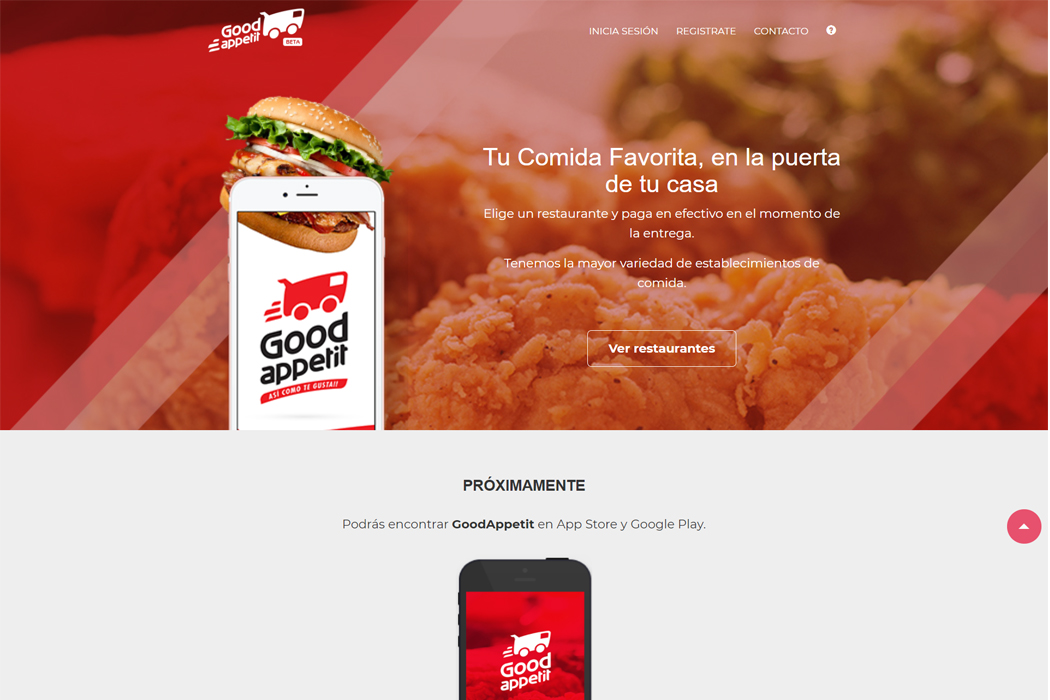 Good
appetit
BETA
INICIA SESIÓN REGISTRATE CONTACTO ?
Tu Comida Favorita, en la puerta
de tu casa
Elige un restaurante y paga en efectivo en el momento de
la entrega.
Tenemos la mayor variedad de establecimientos de
comida.
Ver restaurantes
Good
appetit
ASI COMO TE GUSTA!!
PRÓXIMAMENTE
Podrás encontrar GoodAppetit en App Store y Google Play.
Good
appetit